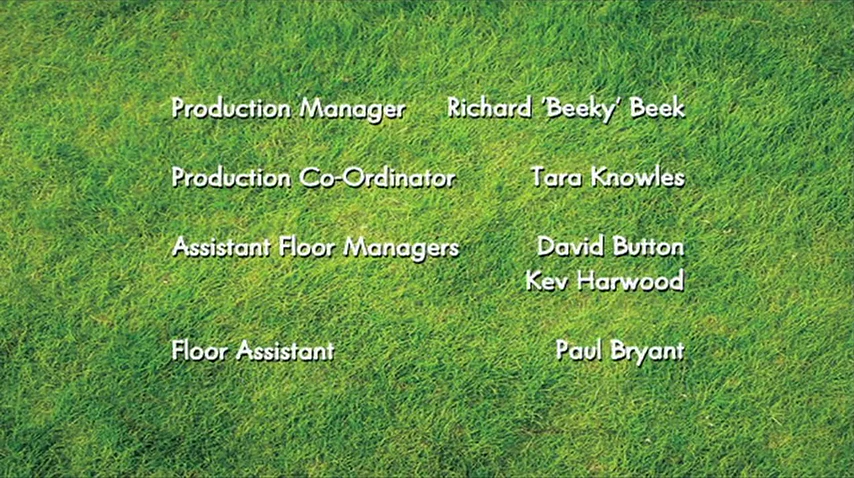 Production Manager Richard 'Beeky' Beek
Production Co-Ordinator Tara Knowles
Assistant Floor Managers David Button
Kev Harwood
Floor Assistant Paul Bryant